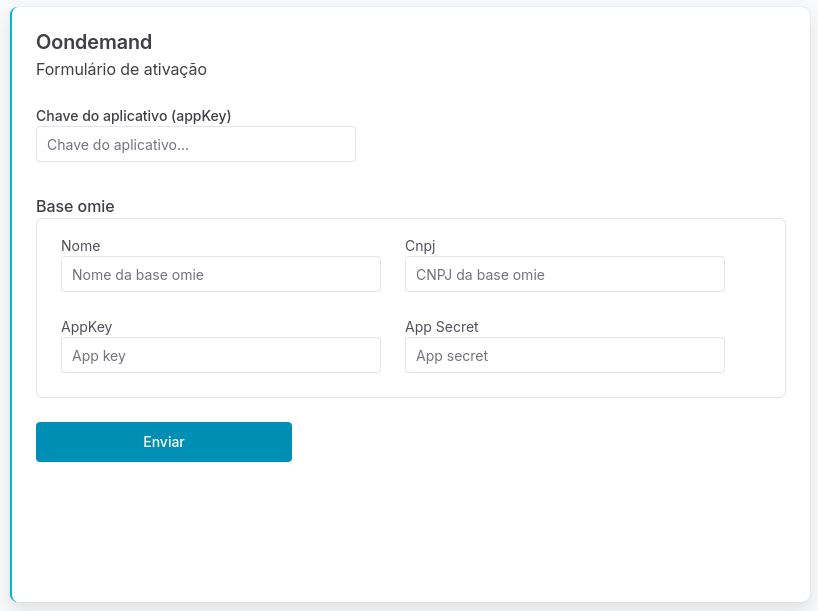 Oondemand
Formulário de ativação
Chave do aplicativo (appKey)
Chave do aplicativo...
Base omie
Nome
Cnpj
Nome da base omie
CNPJ da base omie
AppKey
App Secret
App key
App secret
Enviar